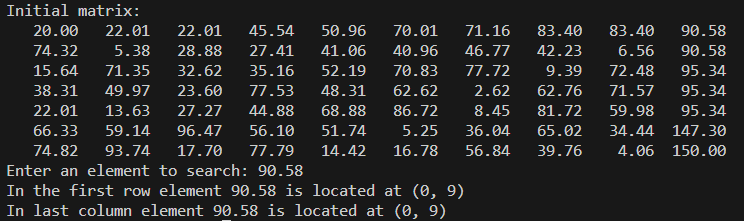 Initial matrix:
20.00 22.01 22.01 45.54 50.96 70.01 71.16 83.40 83.40 90.58
74.32 5.38 28.88 27.41 41.06 40.96 46.77 42.23 6.56 90.58
15.64 71.35 32.62 35.16 52.19 70.83 77.72 9.39 72.48 95.34
38.31 49.97 23.60 77.53 48.31 62.62 2.62 62.76 71.57 95.34
22.01 13.63 27.27 44.88 68.88 86.72 8.45 81.72 59.98 95.34
66.33 59.14 96.47 56.10 51.74 5.25 36.04 65.02 34.44 147.30
74.82 93.74 17.70 77.79 14.42 16.78 56.84 39.76 4.06 150.00
Enter an element to search: 90.58
In the first row element 90.58 is located at (0, 9)
In last column element 90.58 is located at (0, 9)